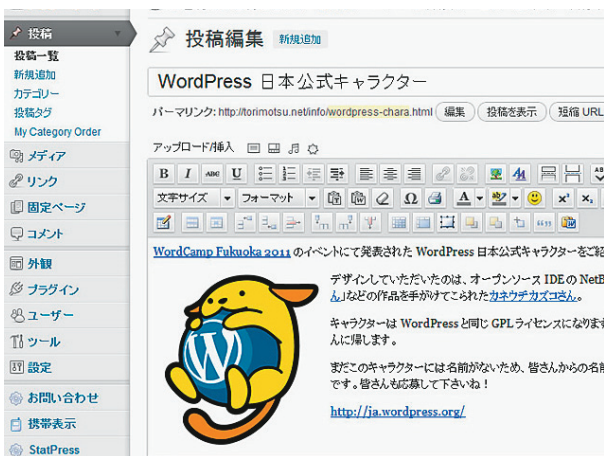 投稿
投稿一覧
新規追加
カテゴリー
投稿タグ
My Category Order
メディア
リンク
固定ページ
コメント
外観
プラグイン
ユーザー
ツール
設定
お問い合わせ
携帯表示
StatPress
投稿編集 新規追加
WordPress 日本公式キャラクター
パーマリンク: http://torimotsu.net/info/wordpress-chara.html 編集 投稿を表示 短縮 URL
アップロード/挿入
B I ABC U
文字サイズ フォーマット
WordCamp Fukuoka 2011 のイベントにて発表された WordPress 日本公式キャラクターをご紹
デザインしていただいたのは、オープンソース IDE の NetB
ん」などの作品を手がけてこられたカネウチカズコさん。
キャラクターは WordPress と同じ GPL ライセンスになります
んに帰します。
まだこのキャラクターには名前がないため、皆さんからの名前
です。皆さんも応募して下さいね！
http://ja.wordpress.org/